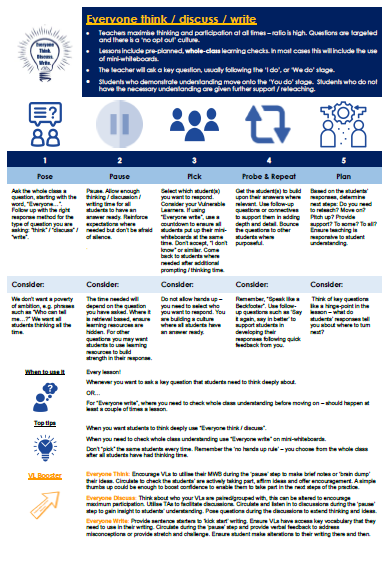 Everyone
Think.
Discuss.
Write.
Everyone think / discuss / write
• Teachers maximise thinking and participation at all times – ratio is high. Questions are targeted
and there is a 'no opt out' culture.
• Lessons include pre-planned, whole-class learning checks. In most cases this will include the use
of mini-whiteboards.
• The teacher will ask a key question, usually following the 'I do', or 'We do' stage.
• Students who demonstrate understanding move onto the 'You do' stage. Students who do not
have the necessary understanding are given further support / reteaching.
1 2 3 4 5
Pose Pause Pick Probe & Repeat Plan
Ask the whole class a
question, starting with the
word, "Everyone…".
Follow up with the right
response method for the
type of question you are
asking: "think" / "discuss" /
"write".
Pause. Allow enough
thinking / discussion /
writing time for all
students to have an
answer ready. Reinforce
expectations where
needed but don't be afraid
of silence.
Select which student(s)
you want to respond.
Consider your Vulnerable
Learners. If using
"Everyone write", use a
countdown to ensure all
students put their mini-
whiteboards at the same
time. Don't accept, "I don't
know" or similar. Come
back to students where
needed after additional
prompting / thinking time.
Get the student(s) to build
upon their answers where
relevant. Use follow-up
questions or connectives
to support them in adding
depth and detail. Bounce
the questions to other
students where
purposeful.
Based on the students'
responses, determine
next steps: Do you need
to reteach? Move on?
Pitch up? Provide
support? To some? To all?
Ensure teaching is
responsive to student
understanding.
Consider: Consider: Consider: Consider: Consider:
We don't want a poverty
of ambition, e.g. phrases
such as "Who can tell
me…?" We want all
students thinking all the
time.
The time needed will
depend on the question
you have asked. Where it
is retrieval based, ensure
learning resources are
hidden. For other
questions you may want
students to use learning
resources to build
strength in their response.
Do not allow hands up –
you need to select who
you want to respond. You
are building a culture
where all students have
an answer ready.
Remember, "Speak like a
Beckfooter". Use follow-
up questions such as 'Say
it again, say it better' to
support students in
developing their
responses following quick
feedback from you.
Think of key questions
like a hinge-point in the
lesson – what do
students' responses tell
you about where to turn
next?
When to use it
Every lesson!
Whenever you want to ask a key question that students need to think deeply about.
OR…
For "Everyone write", where you need to check whole class understanding before moving on – should happen at
least a couple of times a lesson.
Top tips
When you want students to think deeply use "Everyone think / discuss".
When you need to check whole class understanding use "Everyone write" on mini-whiteboards.
Don't "pick" the same students every time. Remember the 'no hands up rule' – you choose from the whole class
after all students have had thinking time.
VL Booster
Everyone Think: Encourage VLs to utilise their MWB during the 'pause' step to make brief notes or 'brain dump'
their ideas. Circulate to check the students' are actively taking part, affirm ideas and offer encouragement. A simple
thumbs up could be enough to boost confidence to enable them to take part in the next steps of the practice.
Everyone Discuss: Think about who your VLs are paired/grouped with, this can be altered to encourage
maximum participation. Utilise TAs to facilitate discussions. Circulate and listen in to discussions during the 'pause'
step to gain insight to students' understanding. Pose questions during the discussions to extend thinking and ideas.
Everyone Write: Provide sentence starters to 'kick start' writing. Ensure VLs have access key vocabulary that they
need to use in their writing. Circulate during the 'pause' step and provide verbal feedback to address
misconceptions or provide stretch and challenge. Ensure student make alterations to their writing there and then.